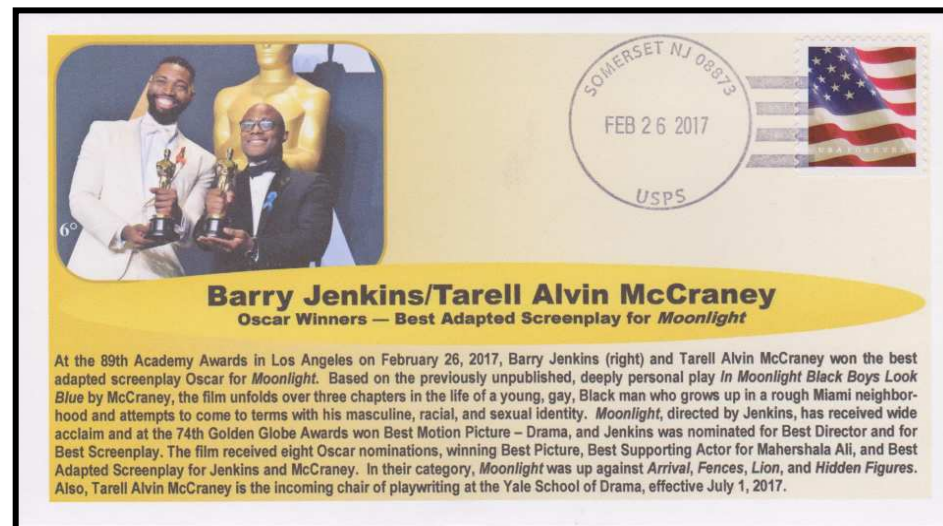 SOMERSET NJ 08873
FEB 26 2017
USPS
USA FOREVER
6°
Barry Jenkins/Tarell Alvin McCraney
Oscar Winners — Best Adapted Screenplay for Moonlight
At the 89th Academy Awards in Los Angeles on February 26, 2017, Barry Jenkins (right) and Tarell Alvin McCraney won the best
adapted screenplay Oscar for Moonlight. Based on the previously unpublished, deeply personal play In Moonlight Black Boys Look
Blue by McCraney, the film unfolds over three chapters in the life of a young, gay, Black man who grows up in a rough Miami neighbor-
hood and attempts to come to terms with his masculine, racial, and sexual identity. Moonlight, directed by Jenkins, has received wide
acclaim and at the 74th Golden Globe Awards won Best Motion Picture – Drama, and Jenkins was nominated for Best Director and for
Best Screenplay. The film received eight Oscar nominations, winning Best Picture, Best Supporting Actor for Mahershala Ali, and Best
Adapted Screenplay for Jenkins and McCraney. In their category, Moonlight was up against Arrival, Fences, Lion, and Hidden Figures.
Also, Tarell Alvin McCraney is the incoming chair of playwriting at the Yale School of Drama, effective July 1, 2017.